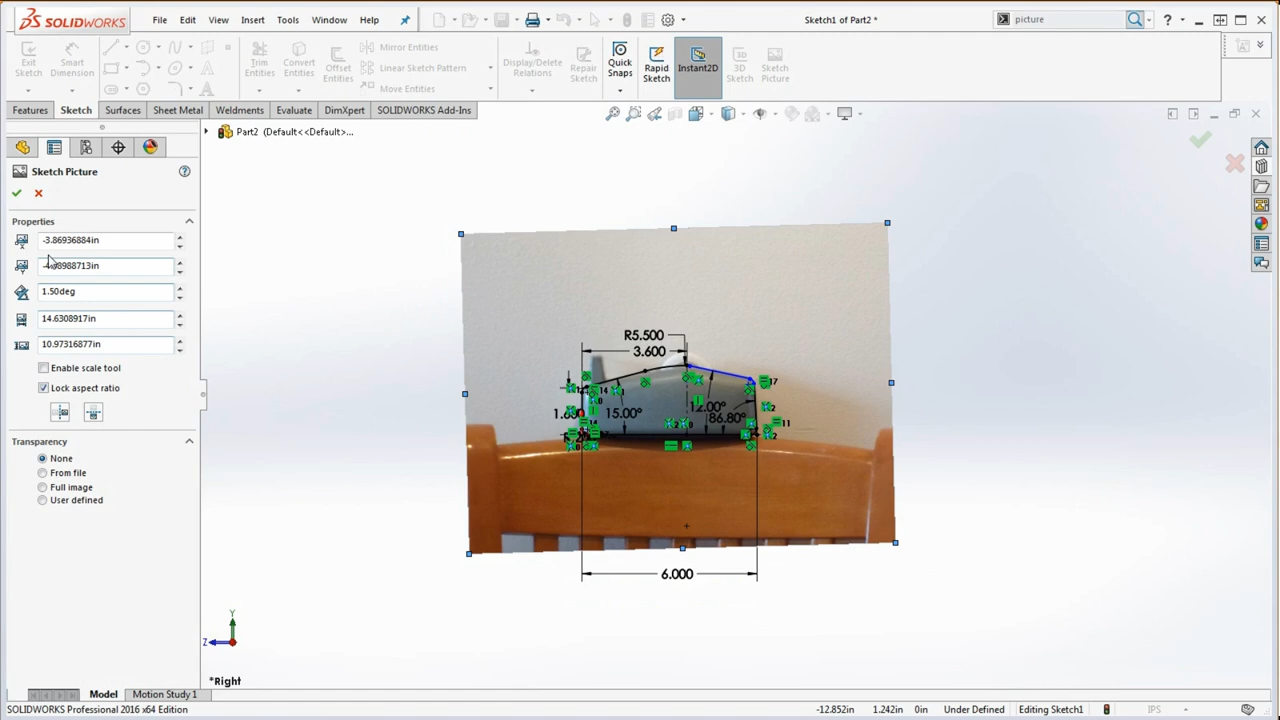 SOLIDWORKS File Edit View Insert Tools Window Help Sketch1 of Part2 * picture
Exit Sketch Smart Dimension Trim Entities Convert Entities Offset Entities Mirror Entities Linear Sketch Pattern Move Entities Display/Delete Relations Repair Sketch Quick Snaps Rapid Sketch Instant2D 3D Sketch Sketch Picture
Features Sketch Surfaces Sheet Metal Weldments Evaluate DimXpert SOLIDWORKS Add-Ins
Part2 (Default<<Default>...
Sketch Picture
Properties
-3.86936884in
98988713in
1.50deg
14.6308917in
10.97316877in
Enable scale tool
Lock aspect ratio
Transparency
None
From file
Full image
User defined
R5.500
3.600
15.00°
12.00°
86.80°
6.000
Y
Z
*Right
Model Motion Study 1
SOLIDWORKS Professional 2016 x64 Edition -12.852in 1.242in 0in Under Defined Editing Sketch1 IPS